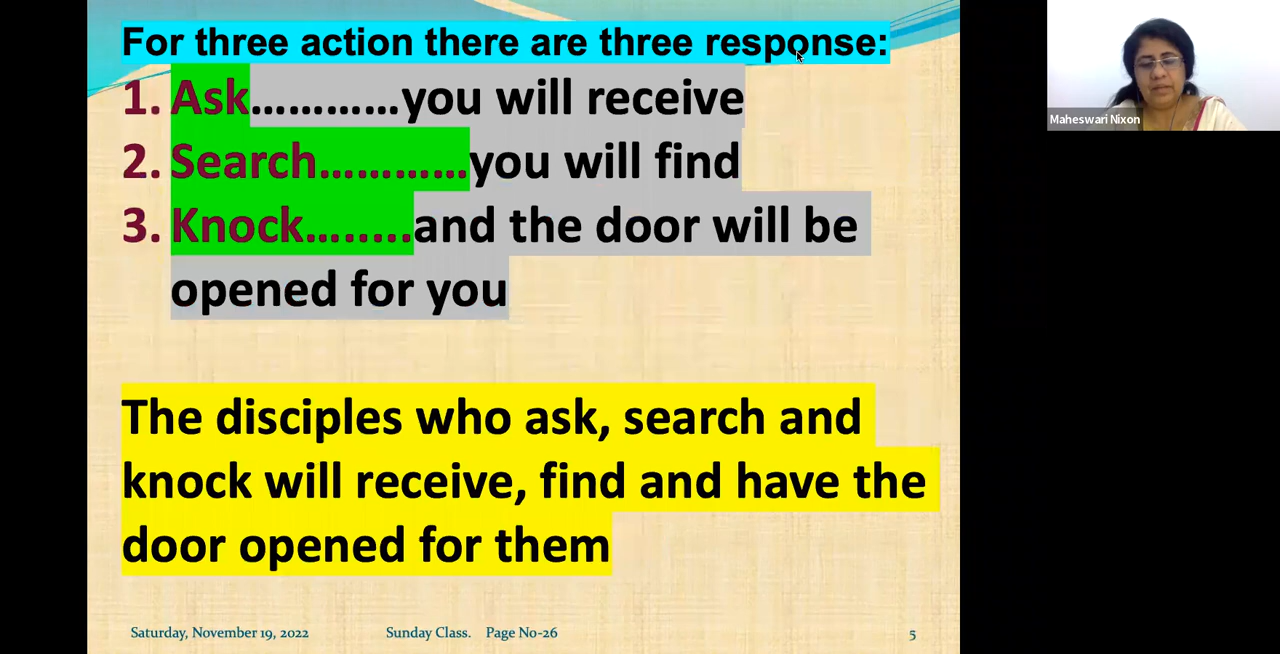 For three action there are three response:
1. Ask…………you will receive
2. Search…………you will find
3. Knock……..and the door will be
opened for you
The disciples who ask, search and
knock will receive, find and have the
door opened for them
Saturday, November 19, 2022 Sunday Class. Page No-26 5
Maheswari Nixon